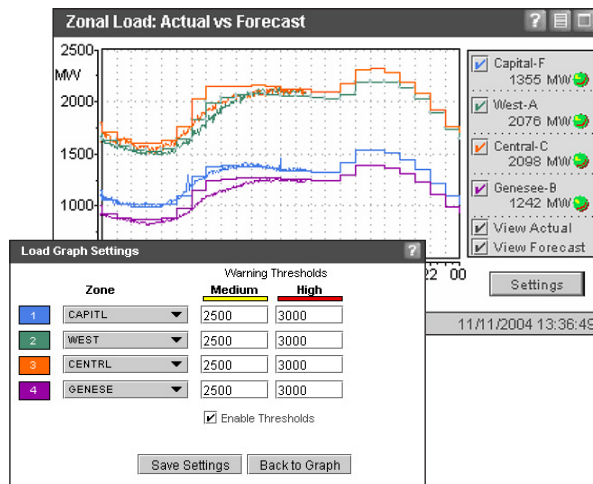 Zonal Load: Actual vs Forecast ?
2500
MW
2000
1500
1000
22 00
Capital-F
1355 MW
West-A
2076 MW
Central-C
2098 MW
Genesee-B
1242 MW
View Actual
View Forecast
Settings
11/11/2004 13:36:49
Load Graph Settings ?
Warning Thresholds
Zone Medium High
1 CAPITL 2500 3000
2 WEST 2500 3000
3 CENTRL 2500 3000
4 GENESE 2500 3000
Enable Thresholds
Save Settings Back to Graph